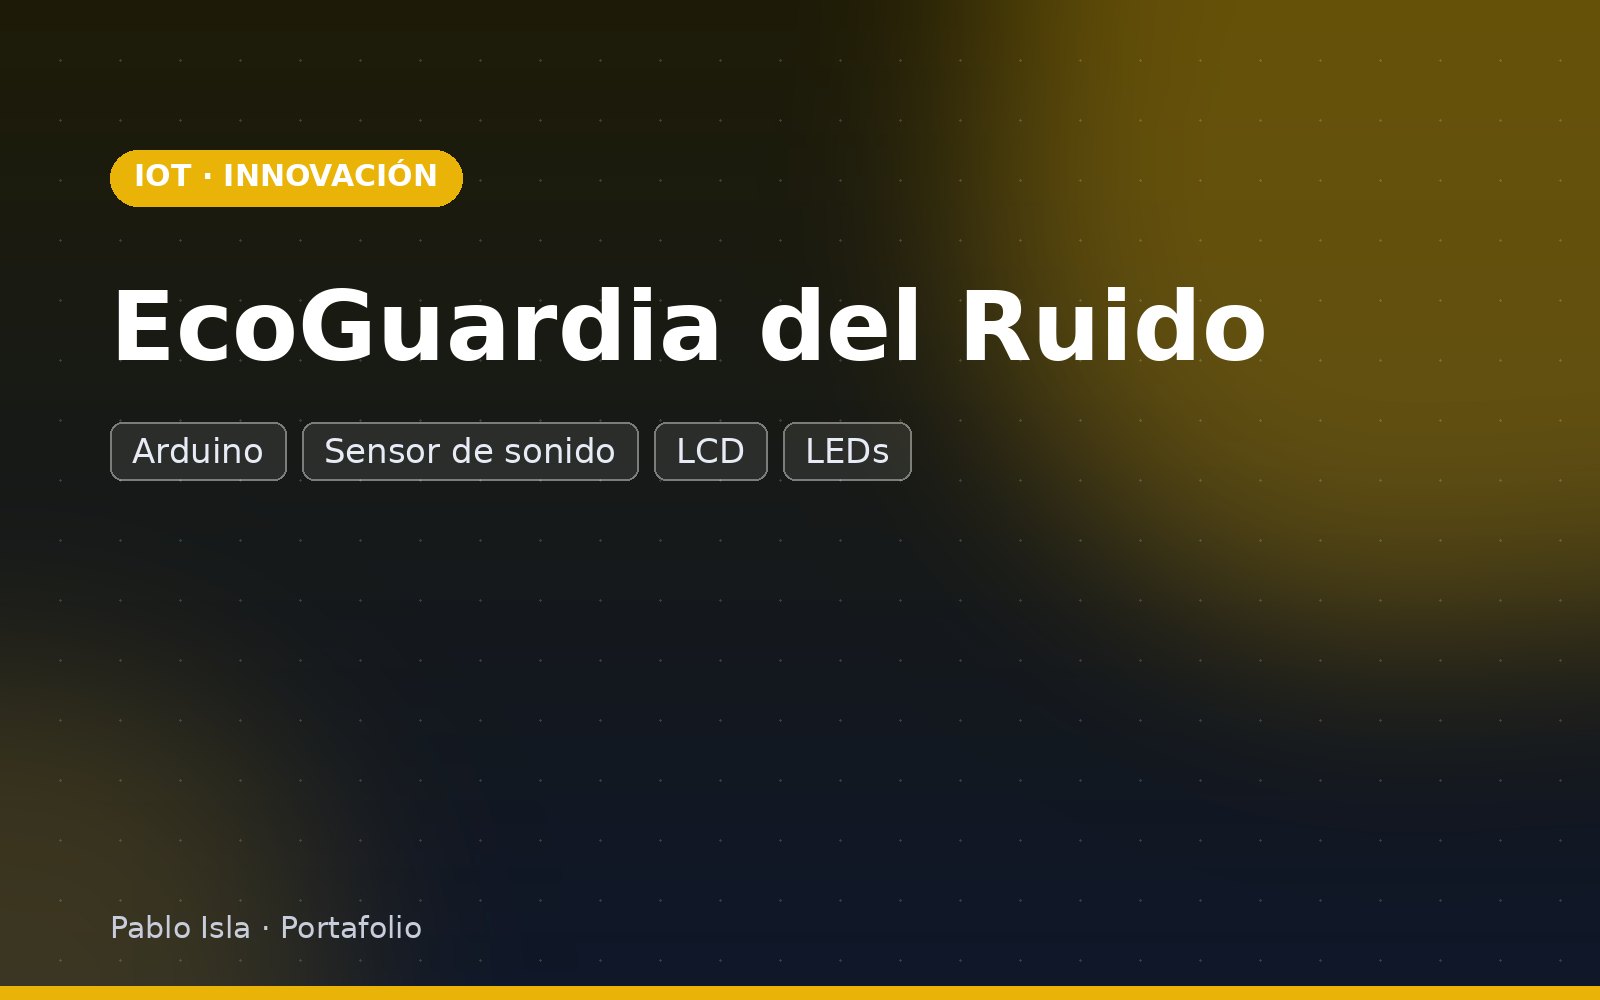 IOT · INNOVACIÓN
EcoGuardia del Ruido
Arduino Sensor de sonido LCD LEDs
Pablo Isla · Portafolio